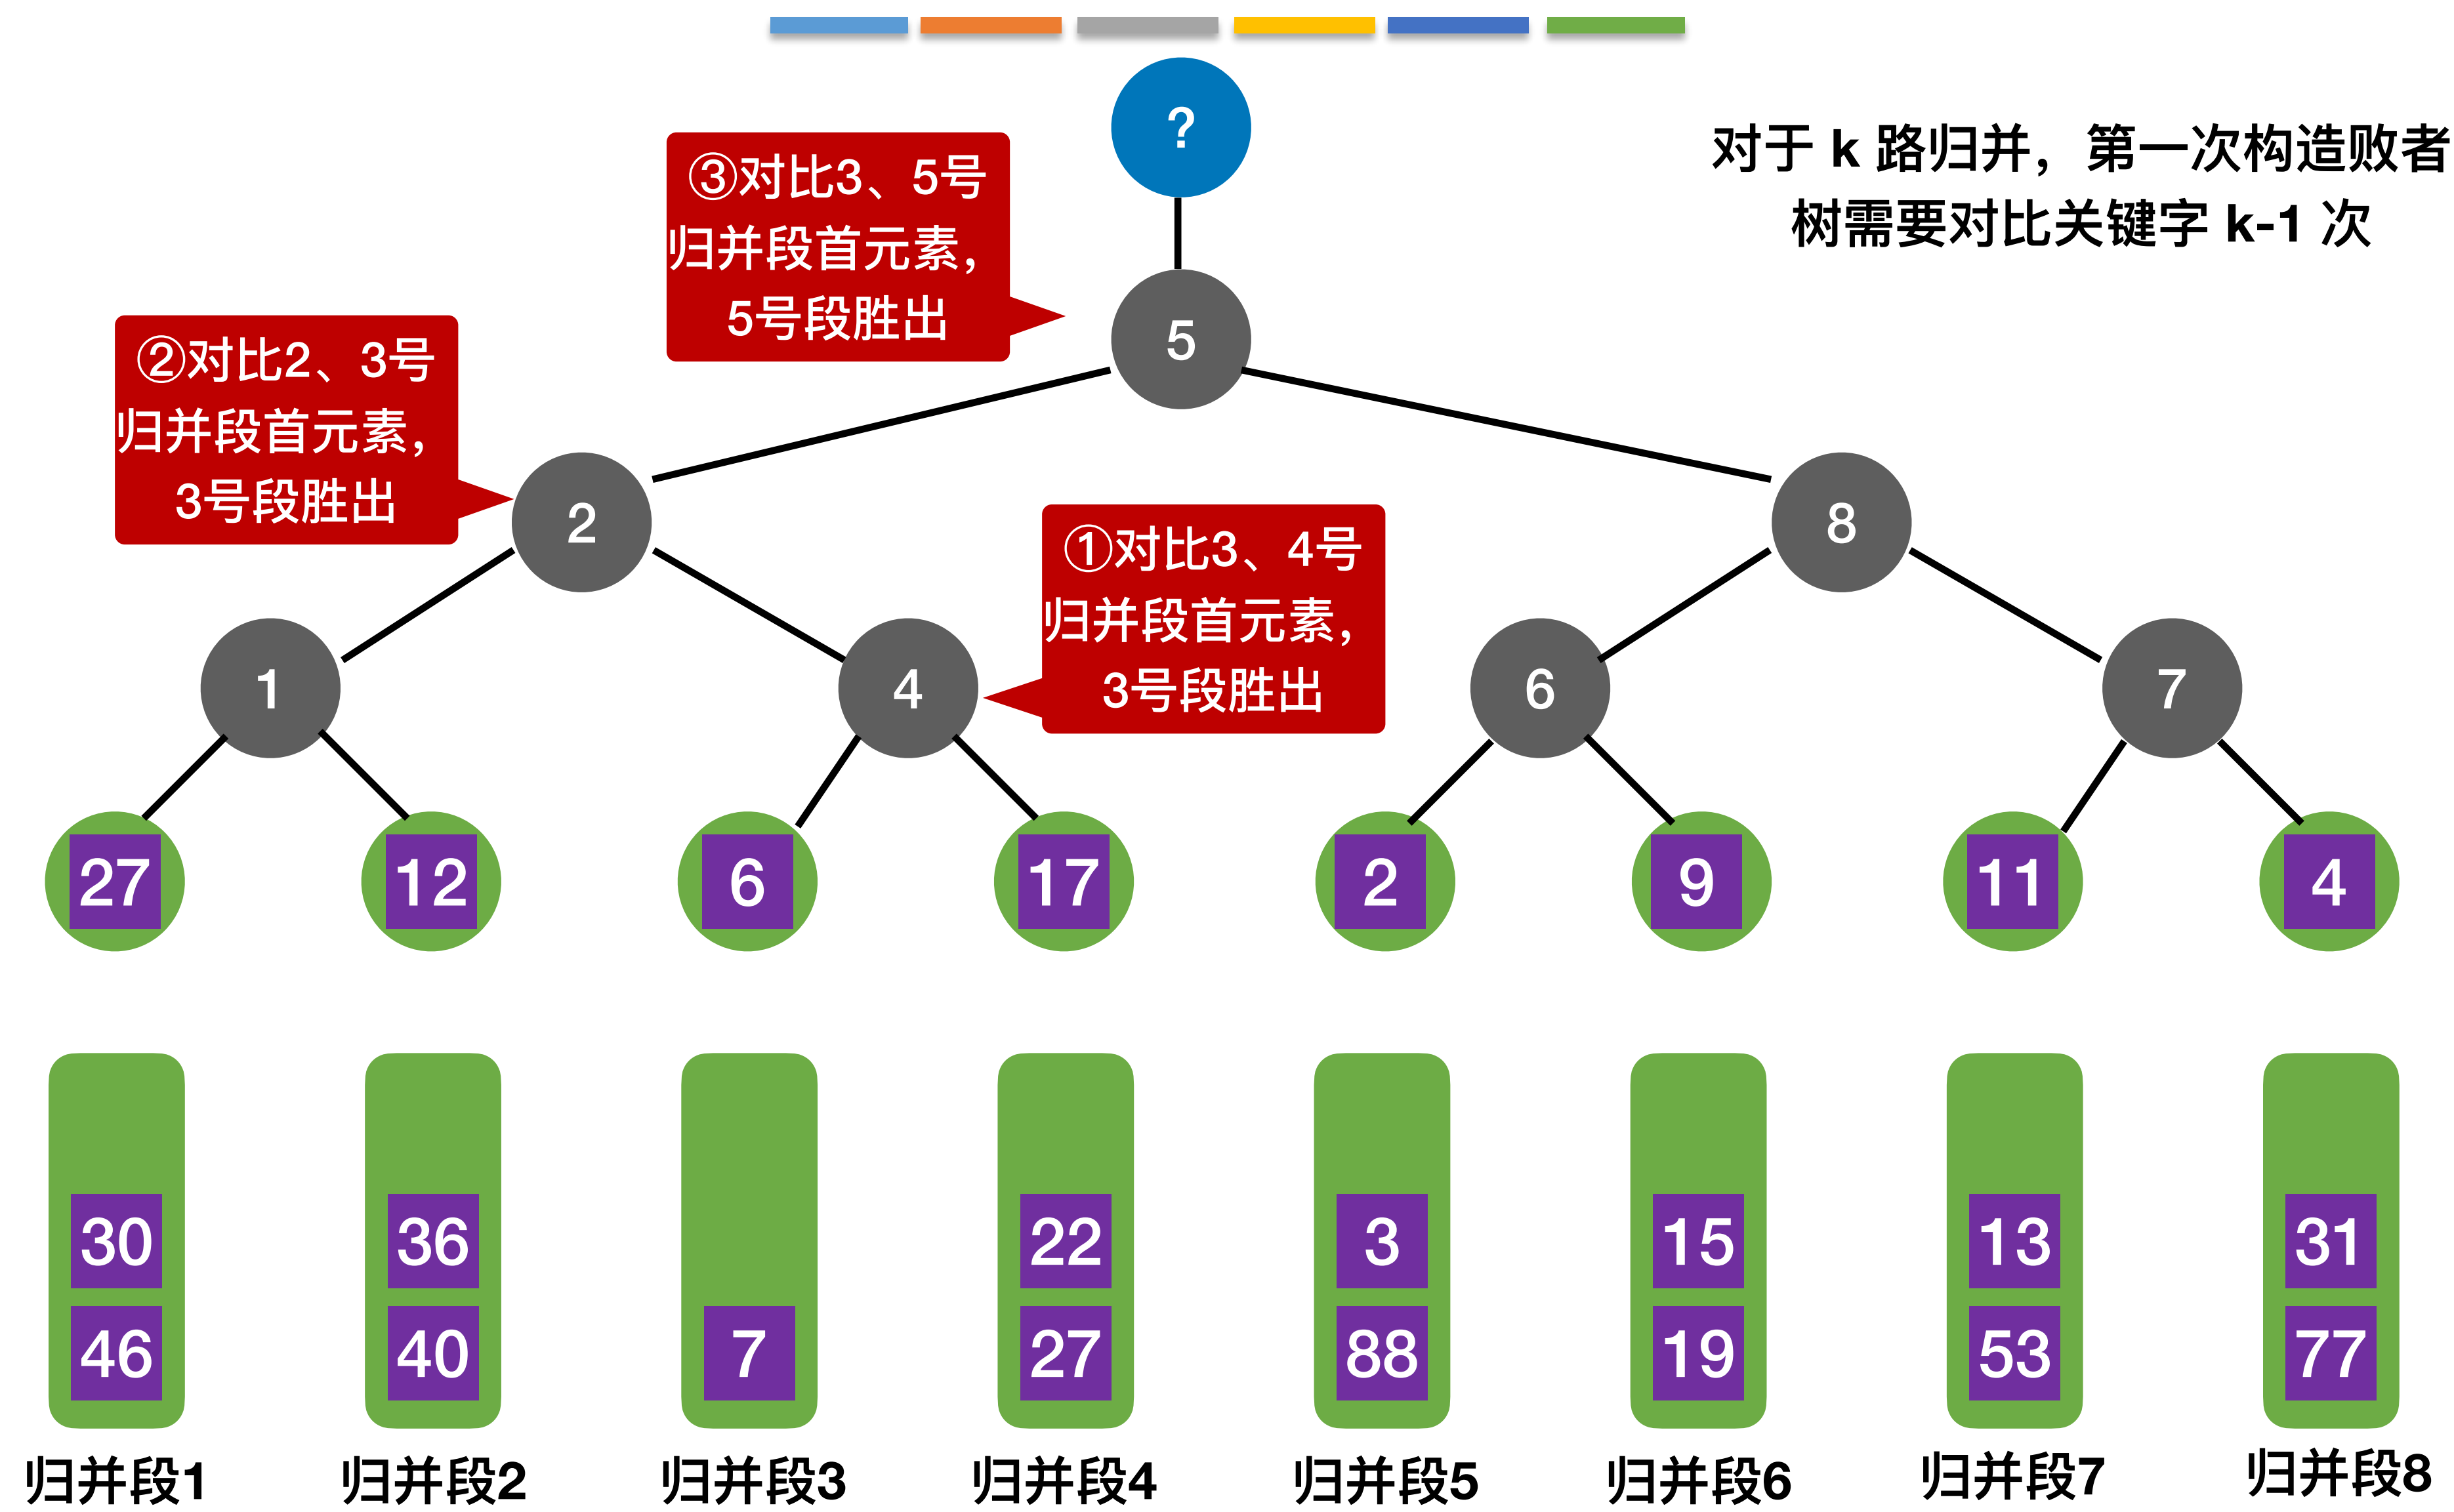 ?
对于 k 路归并，第一次构造败者
树需要对比关键字 k-1 次
③对比3、5号
归并段首元素，
5号段胜出
5
②对比2、3号
归并段首元素，
3号段胜出
2
8
①对比3、4号
归并段首元素，
3号段胜出
1
4
6
7
27 12 6 17 2 9 11 4
30 36 22 3 15 13 31
46 40 7 27 88 19 53 77
归并段1 归并段2 归并段3 归并段4 归并段5 归并段6 归并段7 归并段8